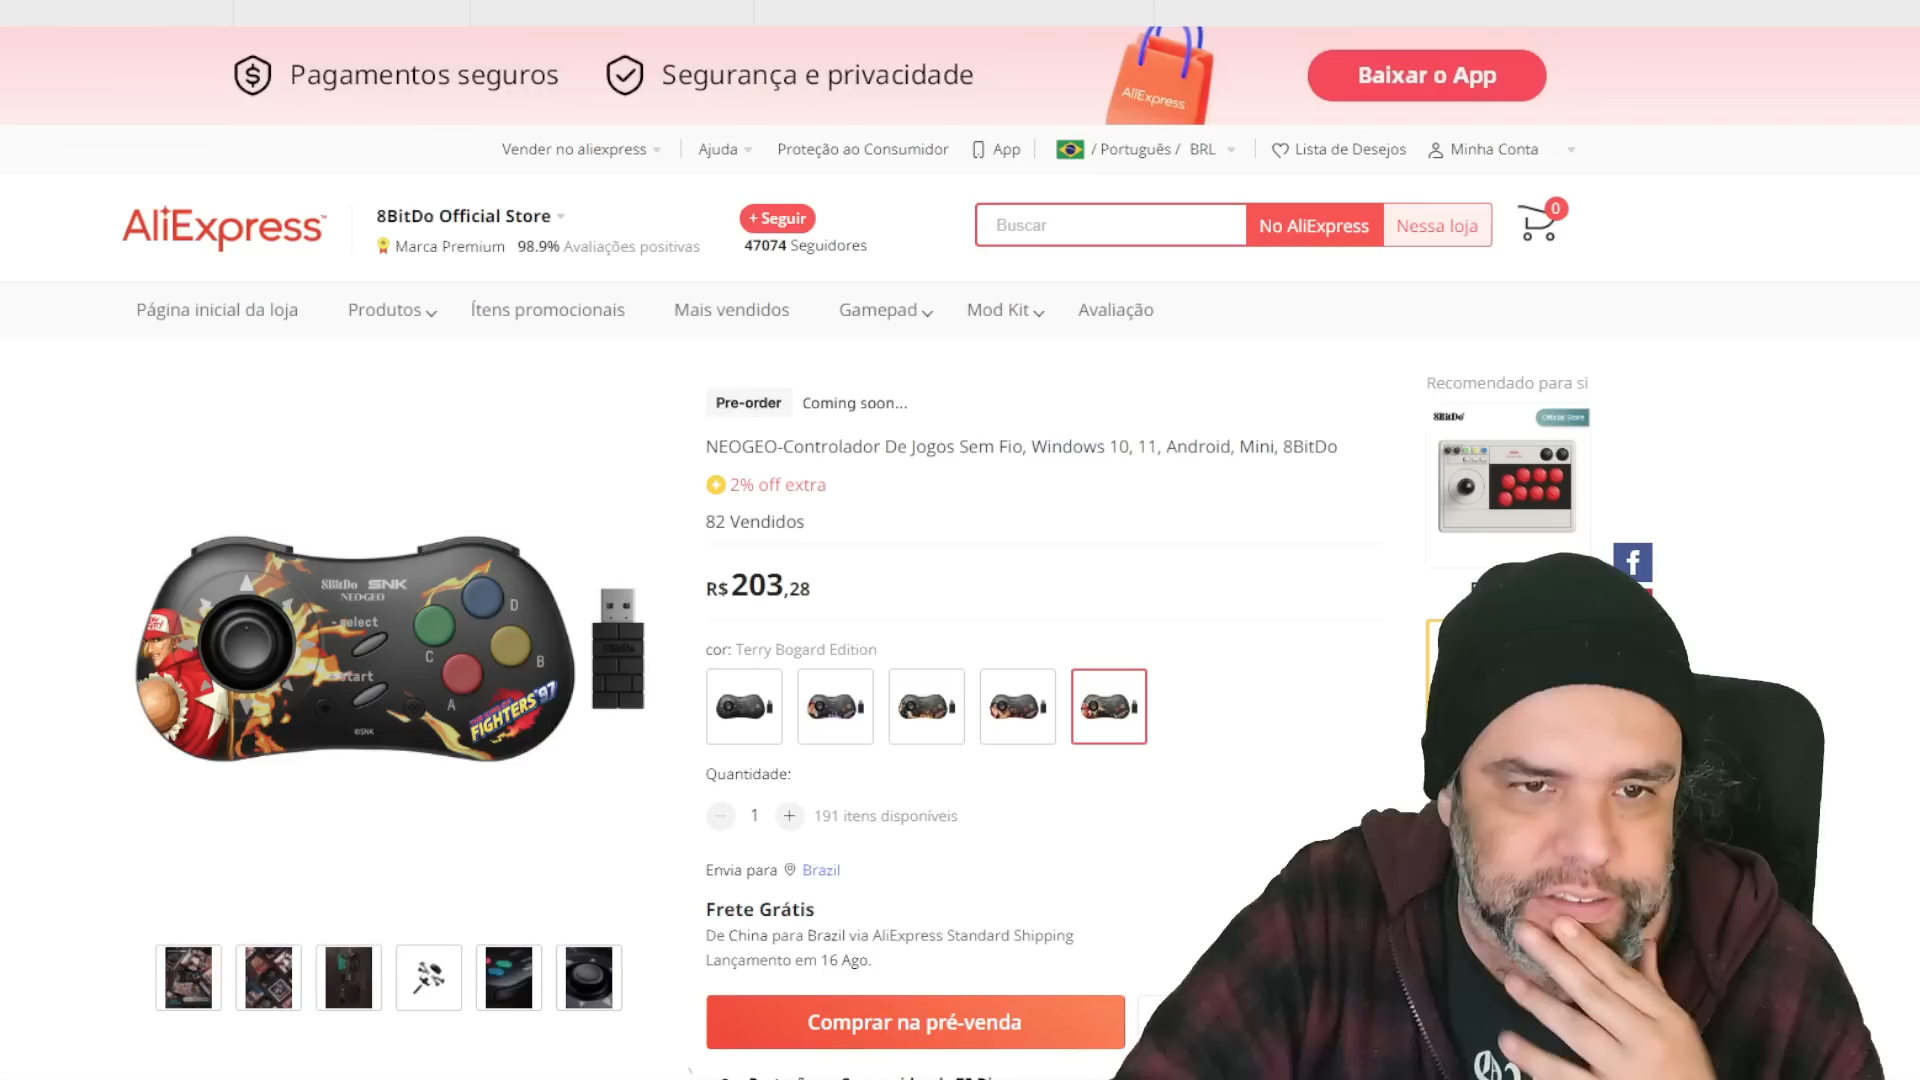 Pagamentos seguros
Segurança e privacidade
AliExpress
Baixar o App
Vender no aliexpress
Ajuda
Proteção ao Consumidor
App
/ Português / BRL
Lista de Desejos
Minha Conta
AliExpress
8BitDo Official Store
Marca Premium 98.9% Avaliações positivas
+ Seguir
47074 Seguidores
Buscar
No AliExpress
Nessa loja
0
Página inicial da loja
Produtos
Ítens promocionais
Mais vendidos
Gamepad
Mod Kit
Avaliação
Pre-order Coming soon...
NEOGEO-Controlador De Jogos Sem Fio, Windows 10, 11, Android, Mini, 8BitDo
2% off extra
82 Vendidos
R$203,28
cor: Terry Bogard Edition
Quantidade:
1
191 itens disponíveis
Envia para Brazil
Frete Grátis
De China para Brazil via AliExpress Standard Shipping
Lançamento em 16 Ago.
Comprar na pré-venda
8BitDo SNK
NEOGEO
D
C
B
A
FIGHTERS'97
©SNK
Recomendado para si
8BitDo
Official Store
f